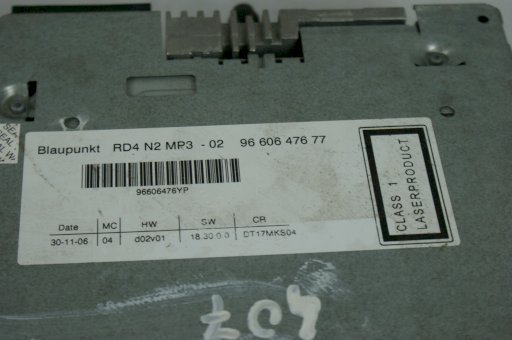 Blaupunkt RD4 N2 MP3 - 02 96 606 476 77
96606476YP
Date MC HW SW CR
30-11-06 04 d02v01 18.30.0.0 DT17MKS04
CLASS 1
LASERPRODUCT
407